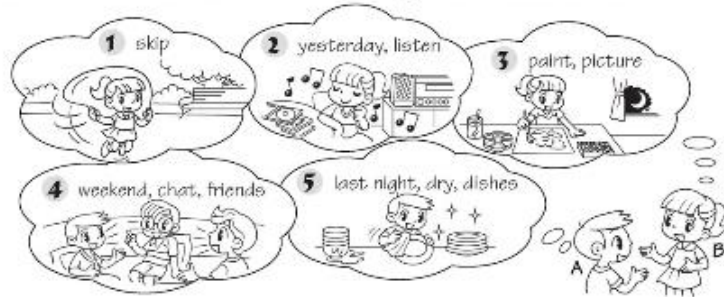 1 skip
2 yesterday, listen
3 paint, picture
4 weekend, chat, friends
5 last night, dry, dishes
A
B